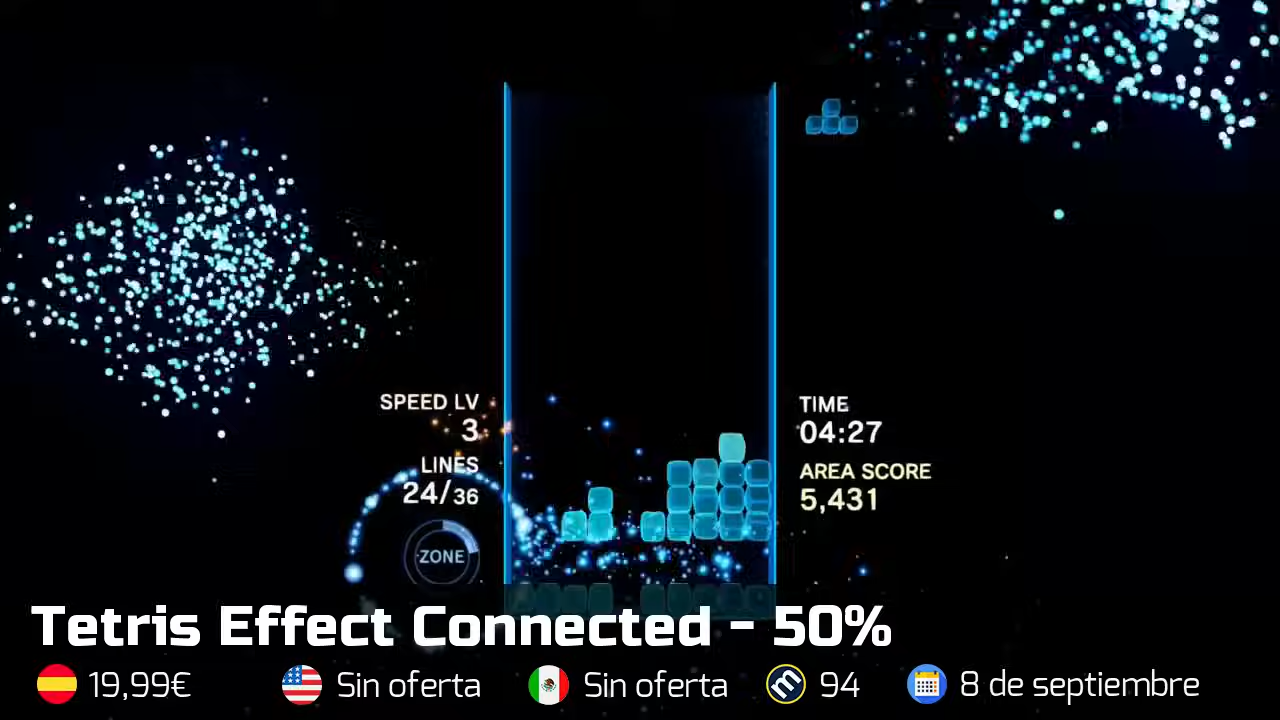 SPEED LV
3
LINES
24/36
ZONE
TIME
04:27
AREA SCORE
5,431
Tetris Effect Connected - 50%
19,99€ Sin oferta Sin oferta m 94 8 de septiembre